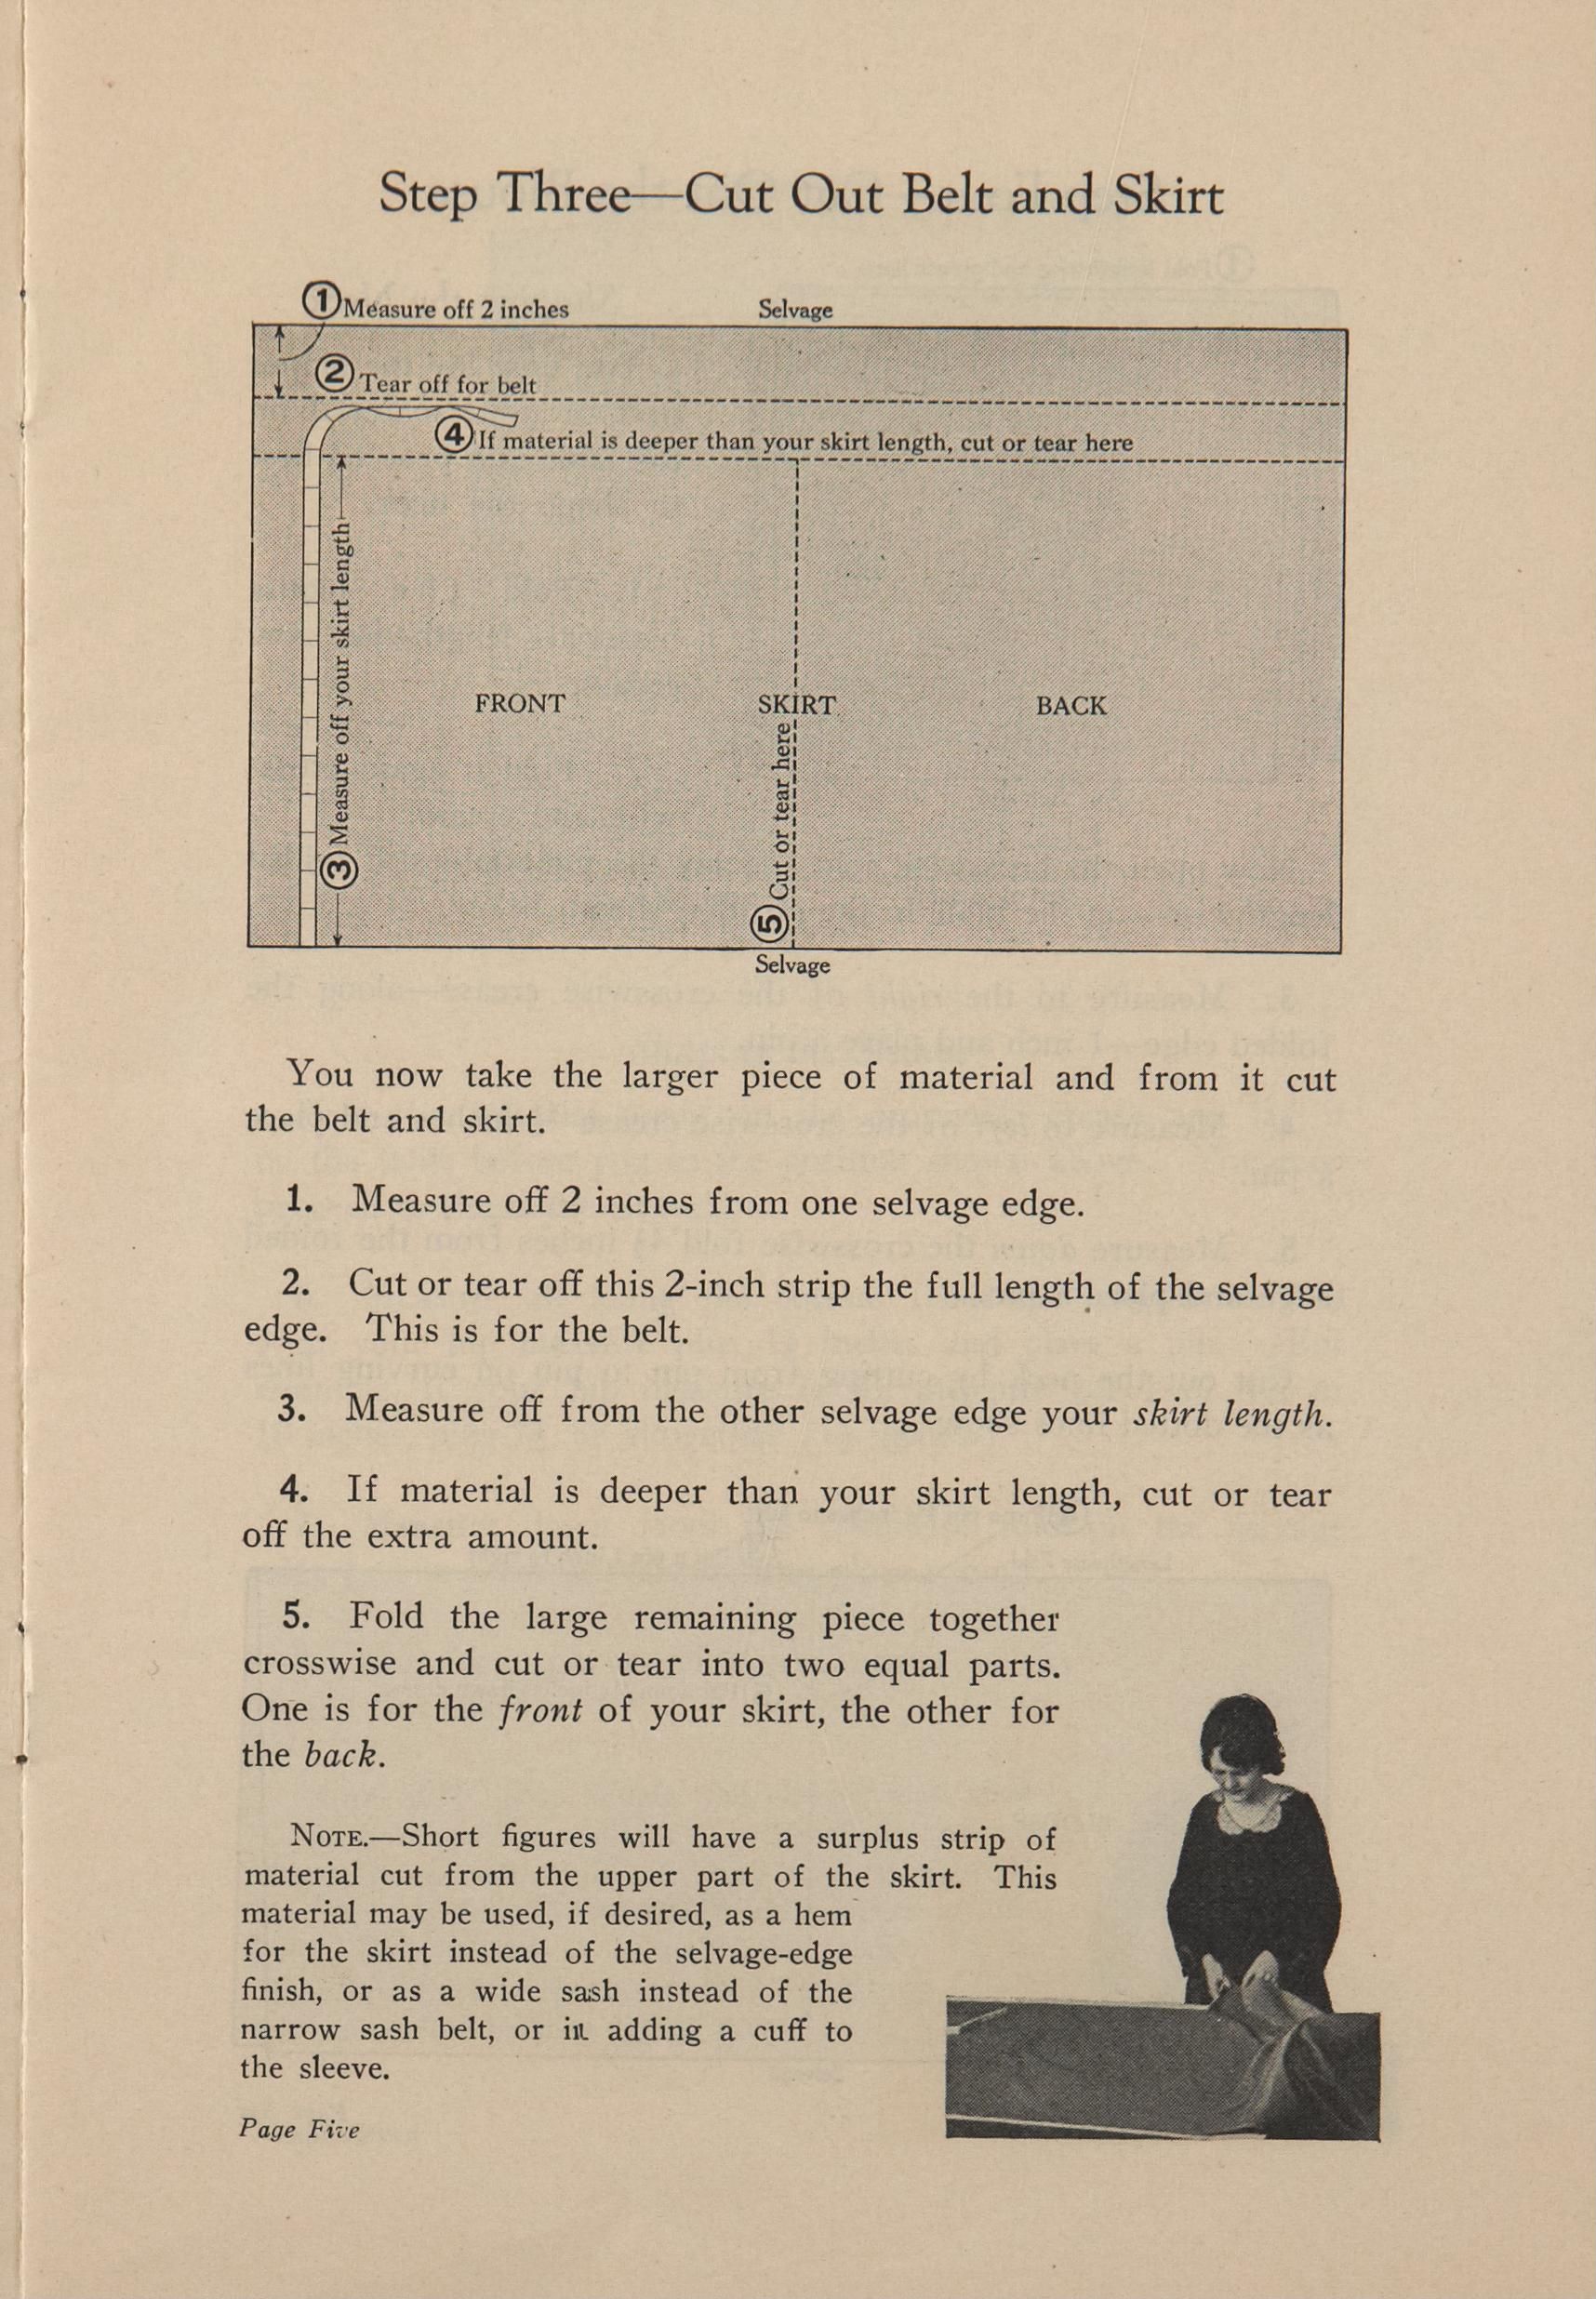 Step Three—Cut Out Belt and Skirt
① Measure off 2 inches
Selvage
② Tear off for belt
④ If material is deeper than your skirt length, cut or tear here
③ Measure off your skirt length
FRONT
SKIRT
BACK
⑤ Cut or tear here
Selvage
You now take the larger piece of material and from it cut
the belt and skirt.
1. Measure off 2 inches from one selvage edge.
2. Cut or tear off this 2-inch strip the full length of the selvage
edge. This is for the belt.
3. Measure off from the other selvage edge your skirt length.
4. If material is deeper than your skirt length, cut or tear
off the extra amount.
5. Fold the large remaining piece together
crosswise and cut or tear into two equal parts.
One is for the front of your skirt, the other for
the back.
NOTE.—Short figures will have a surplus strip of
material cut from the upper part of the skirt. This
material may be used, if desired, as a hem
for the skirt instead of the selvage-edge
finish, or as a wide sash instead of the
narrow sash belt, or in adding a cuff to
the sleeve.
Page Five